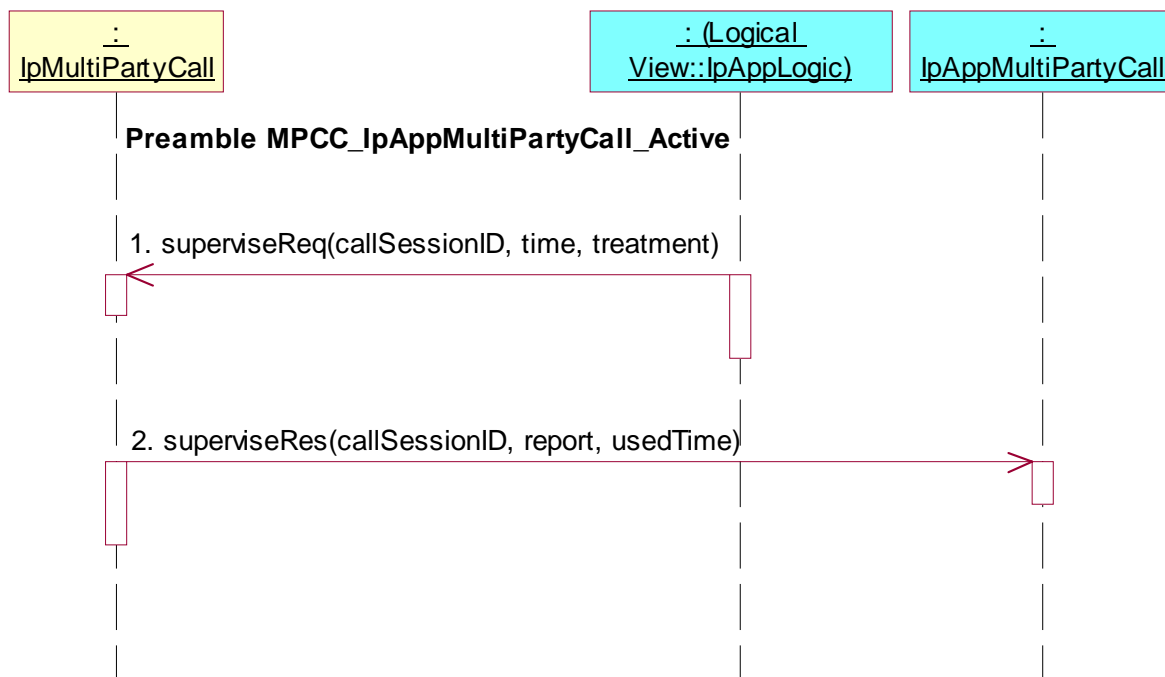 :
IpMultiPartyCall
: (Logical
View::IpAppLogic)
:
IpAppMultiPartyCall
Preamble MPCC_IpAppMultiPartyCall_Active
1. superviseReq(callSessionID, time, treatment)
2. superviseRes(callSessionID, report, usedTime)